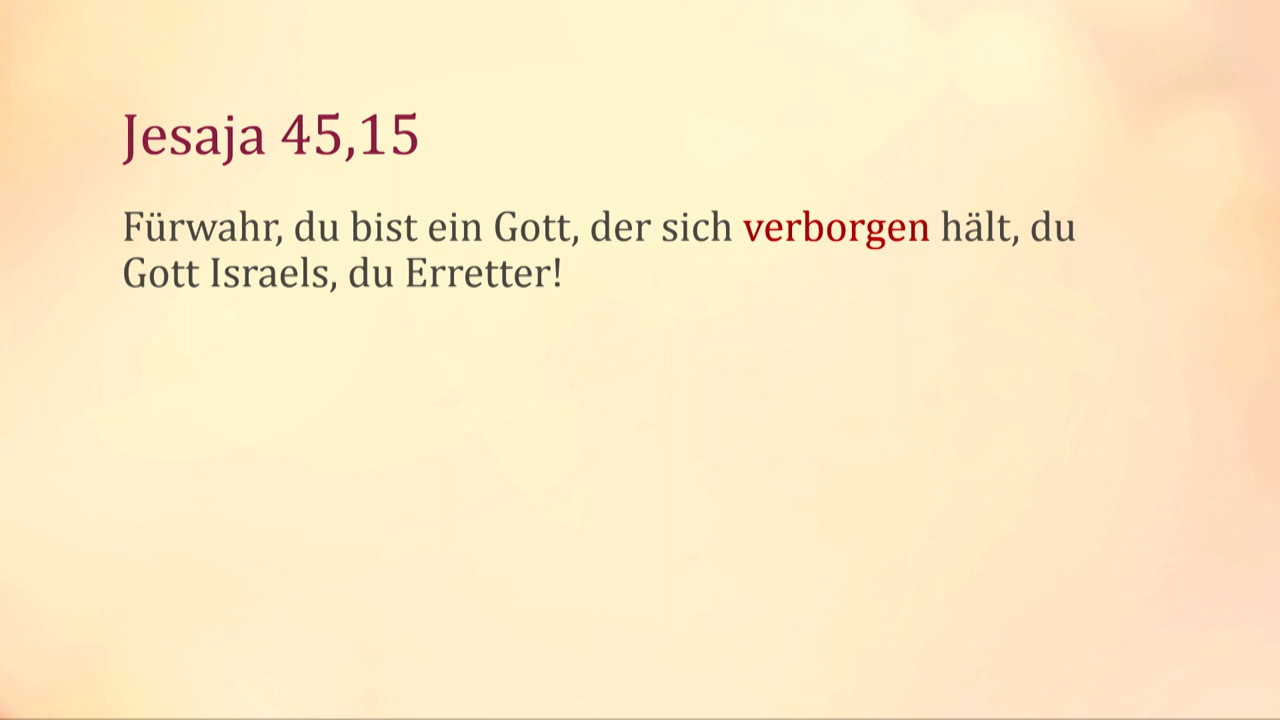 Jesaja 45,15
Fürwahr, du bist ein Gott, der sich verborgen hält, du
Gott Israels, du Erretter!